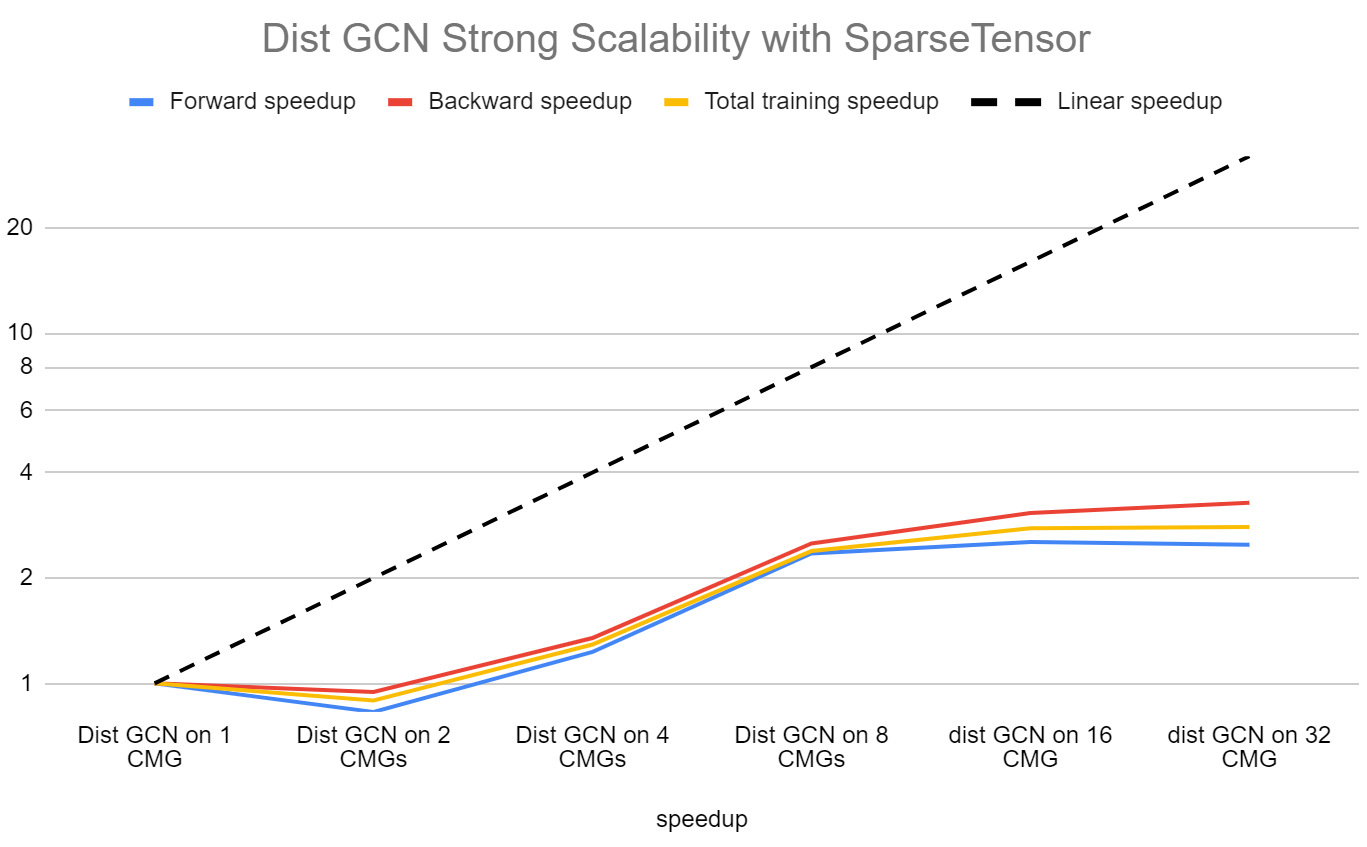 Dist GCN Strong Scalability with SparseTensor
Forward speedup Backward speedup Total training speedup Linear speedup
20
10
8
6
4
2
1
Dist GCN on 1 Dist GCN on 2 Dist GCN on 4 Dist GCN on 8 dist GCN on 16 dist GCN on 32
CMG CMGs CMGs CMGs CMG CMG
speedup